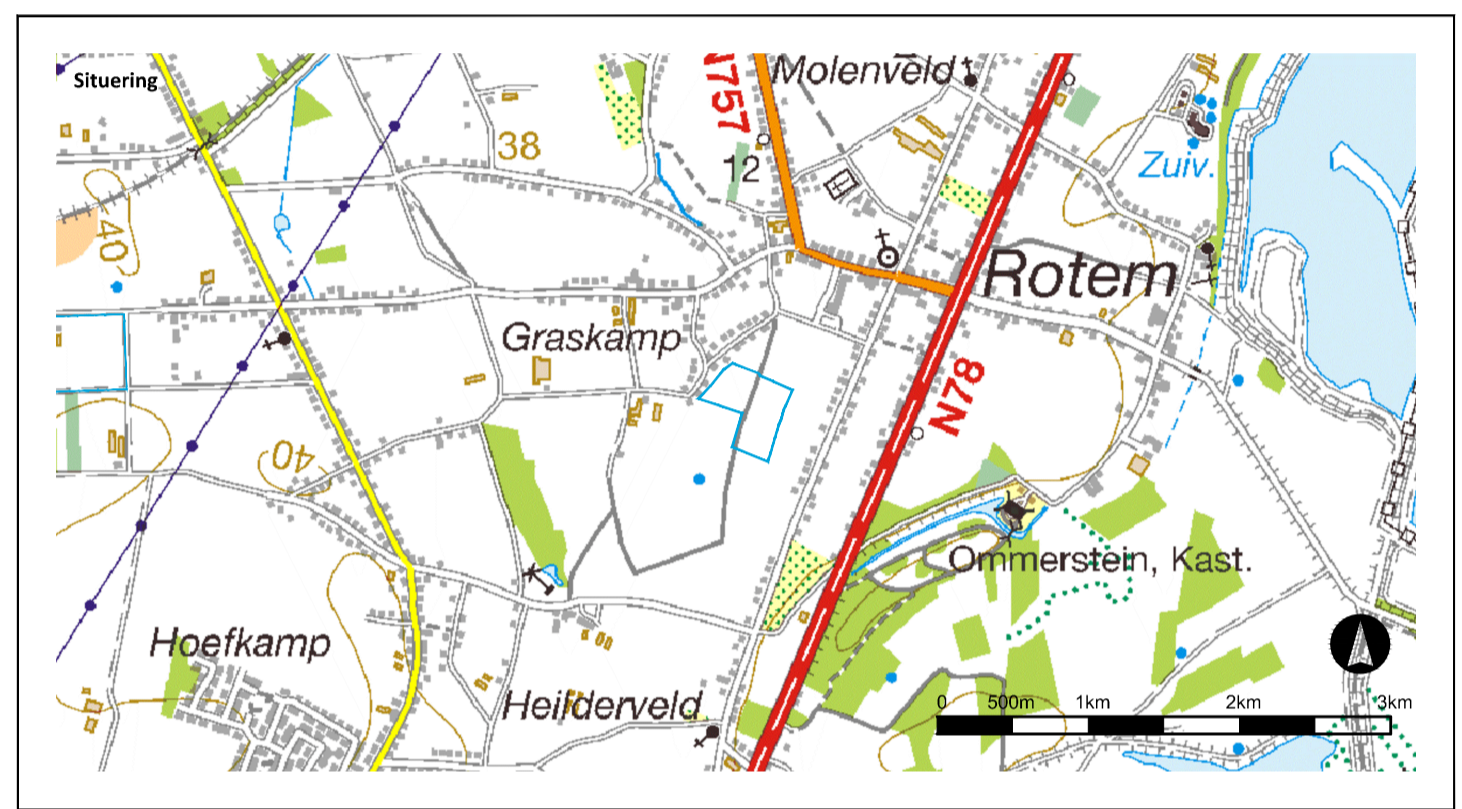 Situering
N757
Molenveld
38
12
Zuiv.
40
Rotem
Graskamp
N78
40
Ommerstein, Kast.
Hoefkamp
Heilderveld
0 500m 1km 2km 3km